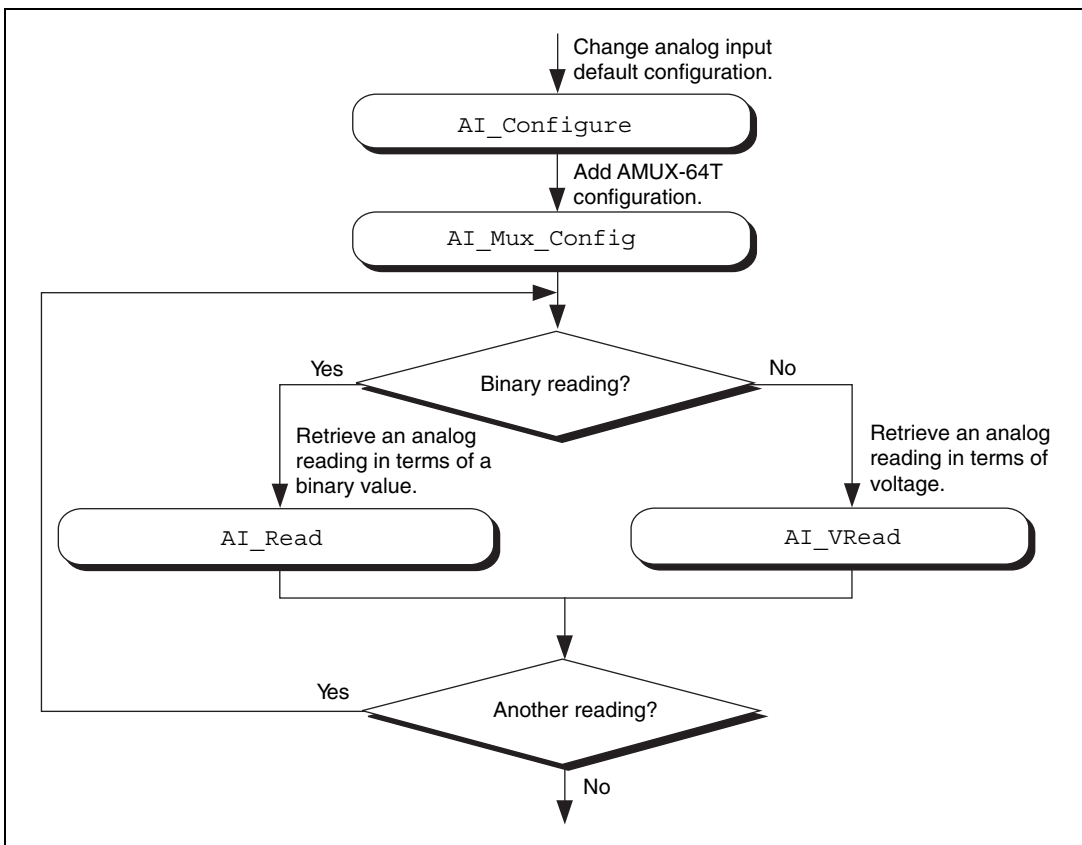 Change analog input
default configuration.
AI_Configure
Add AMUX-64T
configuration.
AI_Mux_Config
Yes
Binary reading?
No
Retrieve an analog
reading in terms of a
binary value.
Retrieve an analog
reading in terms of
voltage.
AI_Read
AI_VRead
Yes
Another reading?
No